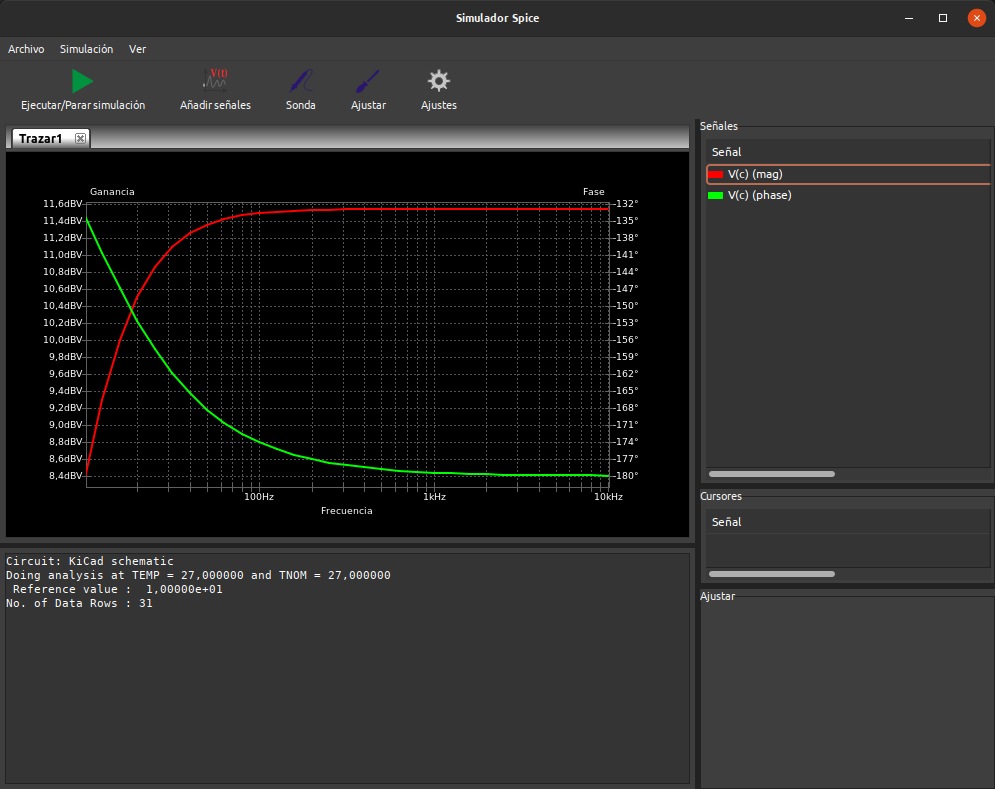 Simulador Spice
Archivo Simulación Ver
V(t)
Ejecutar/Parar simulación Añadir señales Sonda Ajustar Ajustes
Trazar1
Ganancia Fase
11,6dBV -132°
11,4dBV -135°
11,2dBV -138°
11,0dBV -141°
10,8dBV -144°
10,6dBV -147°
10,4dBV -150°
10,2dBV -153°
10,0dBV -156°
9,8dBV -159°
9,6dBV -162°
9,4dBV -165°
9,2dBV -168°
9,0dBV -171°
8,8dBV -174°
8,6dBV -177°
8,4dBV -180°
100Hz 1kHz 10kHz
Frecuencia
Señales
Señal
V(c) (mag)
V(c) (phase)
Cursores
Señal
Ajustar
Circuit: KiCad schematic
Doing analysis at TEMP = 27,000000 and TNOM = 27,000000
Reference value : 1,00000e+01
No. of Data Rows : 31